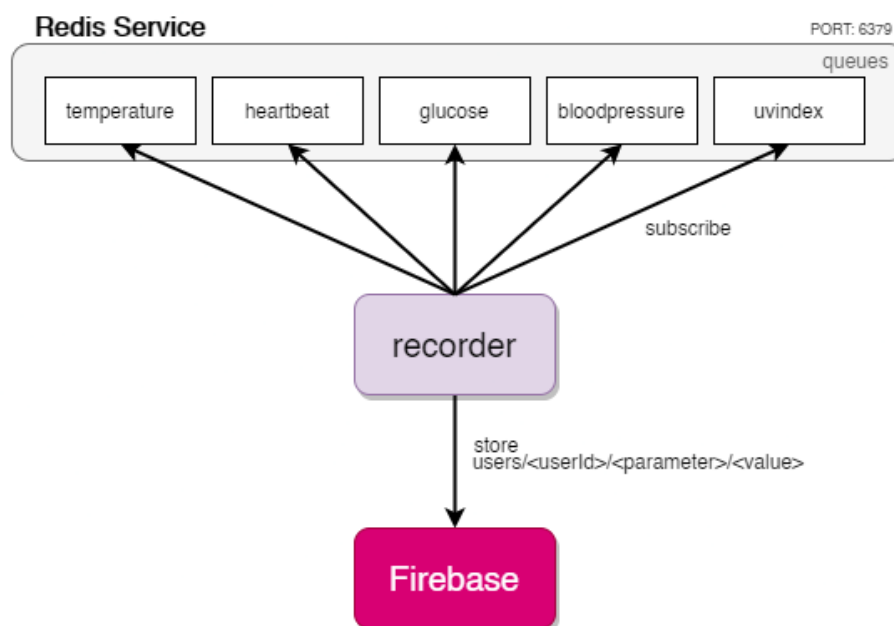 Redis Service
PORT: 6379
queues
temperature
heartbeat
glucose
bloodpressure
uvindex
subscribe
recorder
store
users/<userId>/<parameter>/<value>
Firebase